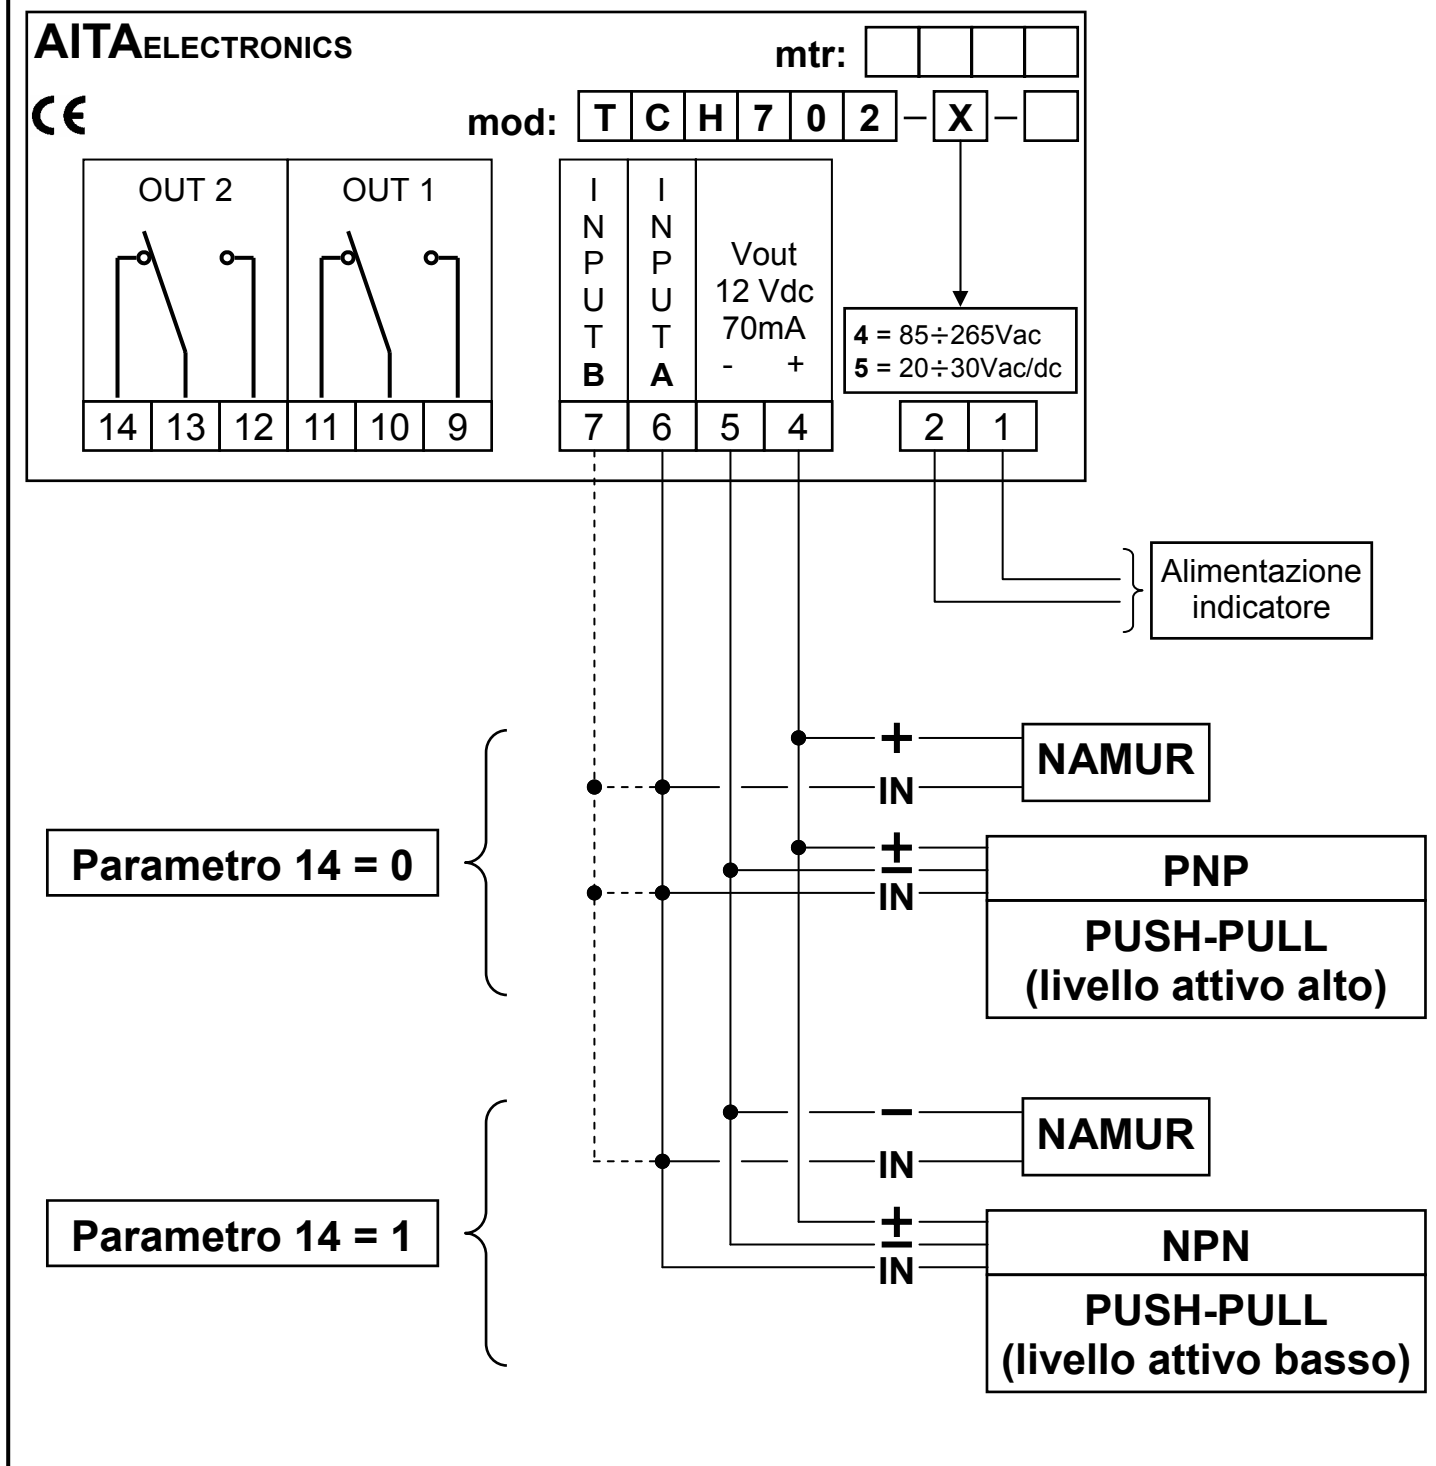 AITAELECTRONICS
mtr:
CE
mod: T C H 7 0 2 – X –
OUT 2
OUT 1
INPUT B
INPUT A
Vout
12 Vdc
70mA
- +
4 = 85÷265Vac
5 = 20÷30Vac/dc
14 13 12 11 10 9
7 6 5 4
2 1
Alimentazione
indicatore
+
NAMUR
IN
Parametro 14 = 0
+
–
IN
PNP
PUSH-PULL
(livello attivo alto)
–
NAMUR
IN
Parametro 14 = 1
+
–
IN
NPN
PUSH-PULL
(livello attivo basso)